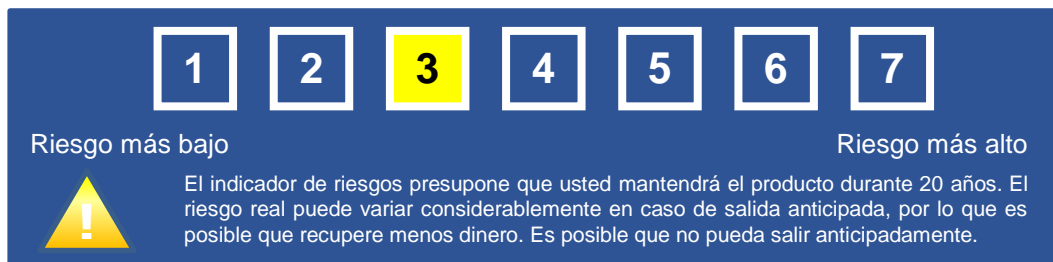 1 2 3 4 5 6 7
Riesgo más bajo Riesgo más alto
El indicador de riesgos presupone que usted mantendrá el producto durante 20 años. El
riesgo real puede variar considerablemente en caso de salida anticipada, por lo que es
posible que recupere menos dinero. Es posible que no pueda salir anticipadamente.
!